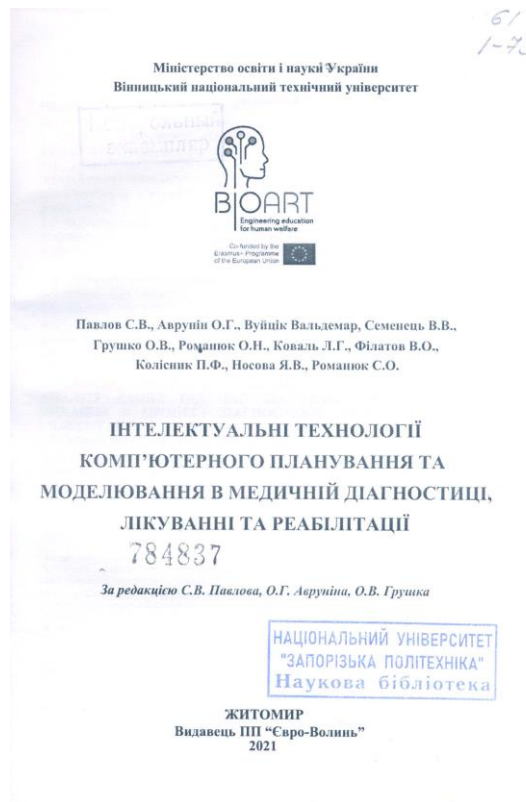 61
Міністерство освіти і науки України
Вінницький національний технічний університет
BIOART
Engineering education
for human welfare
Co-funded by the
Erasmus+ Programme
of the European Union
Павлов С.В., Аврунін О.Г., Вуйцік Вальдемар, Семенець В.В.,
Грушко О.В., Романюк О.Н., Коваль Л.Г., Філатов В.О.,
Колісник П.Ф., Носова Я.В., Романюк С.О.
ІНТЕЛЕКТУАЛЬНІ ТЕХНОЛОГІЇ
КОМП’ЮТЕРНОГО ПЛАНУВАННЯ ТА
МОДЕЛЮВАННЯ В МЕДИЧНІЙ ДІАГНОСТИЦІ,
ЛІКУВАННІ ТА РЕАБІЛІТАЦІЇ
784837
За редакцією С.В. Павлова, О.Г. Авруніна, О.В. Грушка
НАЦІОНАЛЬНИЙ УНІВЕРСИТЕТ
"ЗАПОРІЗЬКА ПОЛІТЕХНІКА"
Наукова бібліотека
ЖИТОМИР
Видавець ПП “Євро-Волинь”
2021